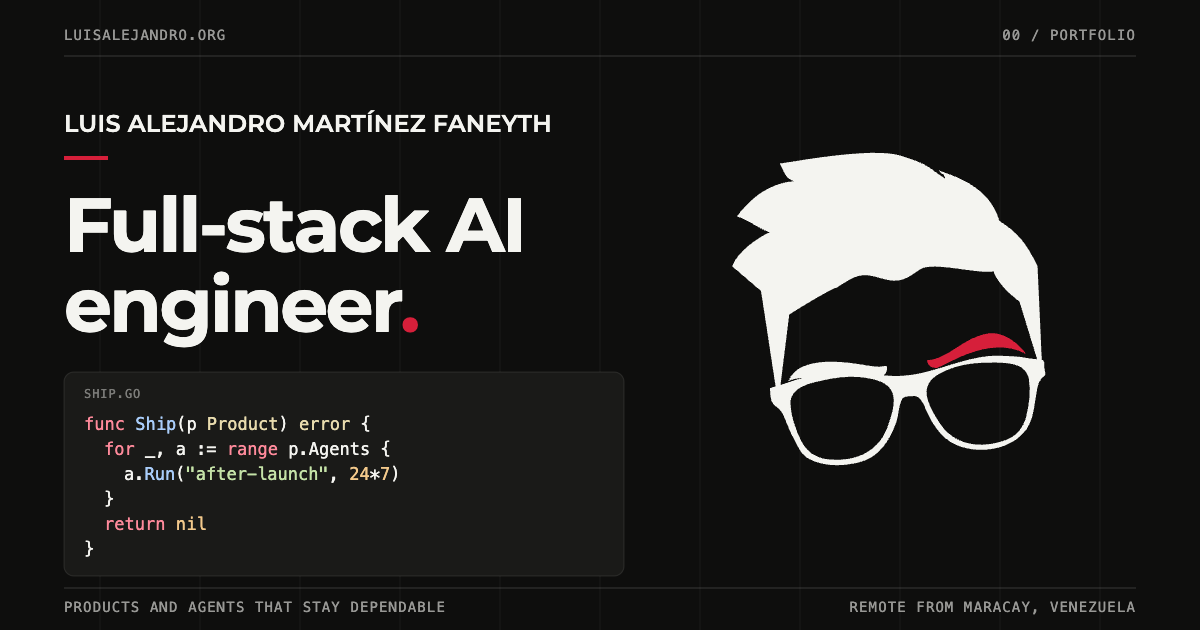 LUISALEJANDRO.ORG
00 / PORTFOLIO
LUIS ALEJANDRO MARTÍNEZ FANEYTH
Full-stack AI
engineer.
SHIP.GO
func Ship(p Product) error {
  for _, a := range p.Agents {
    a.Run("after-launch", 24*7)
  }
  return nil
}
PRODUCTS AND AGENTS THAT STAY DEPENDABLE
REMOTE FROM MARACAY, VENEZUELA